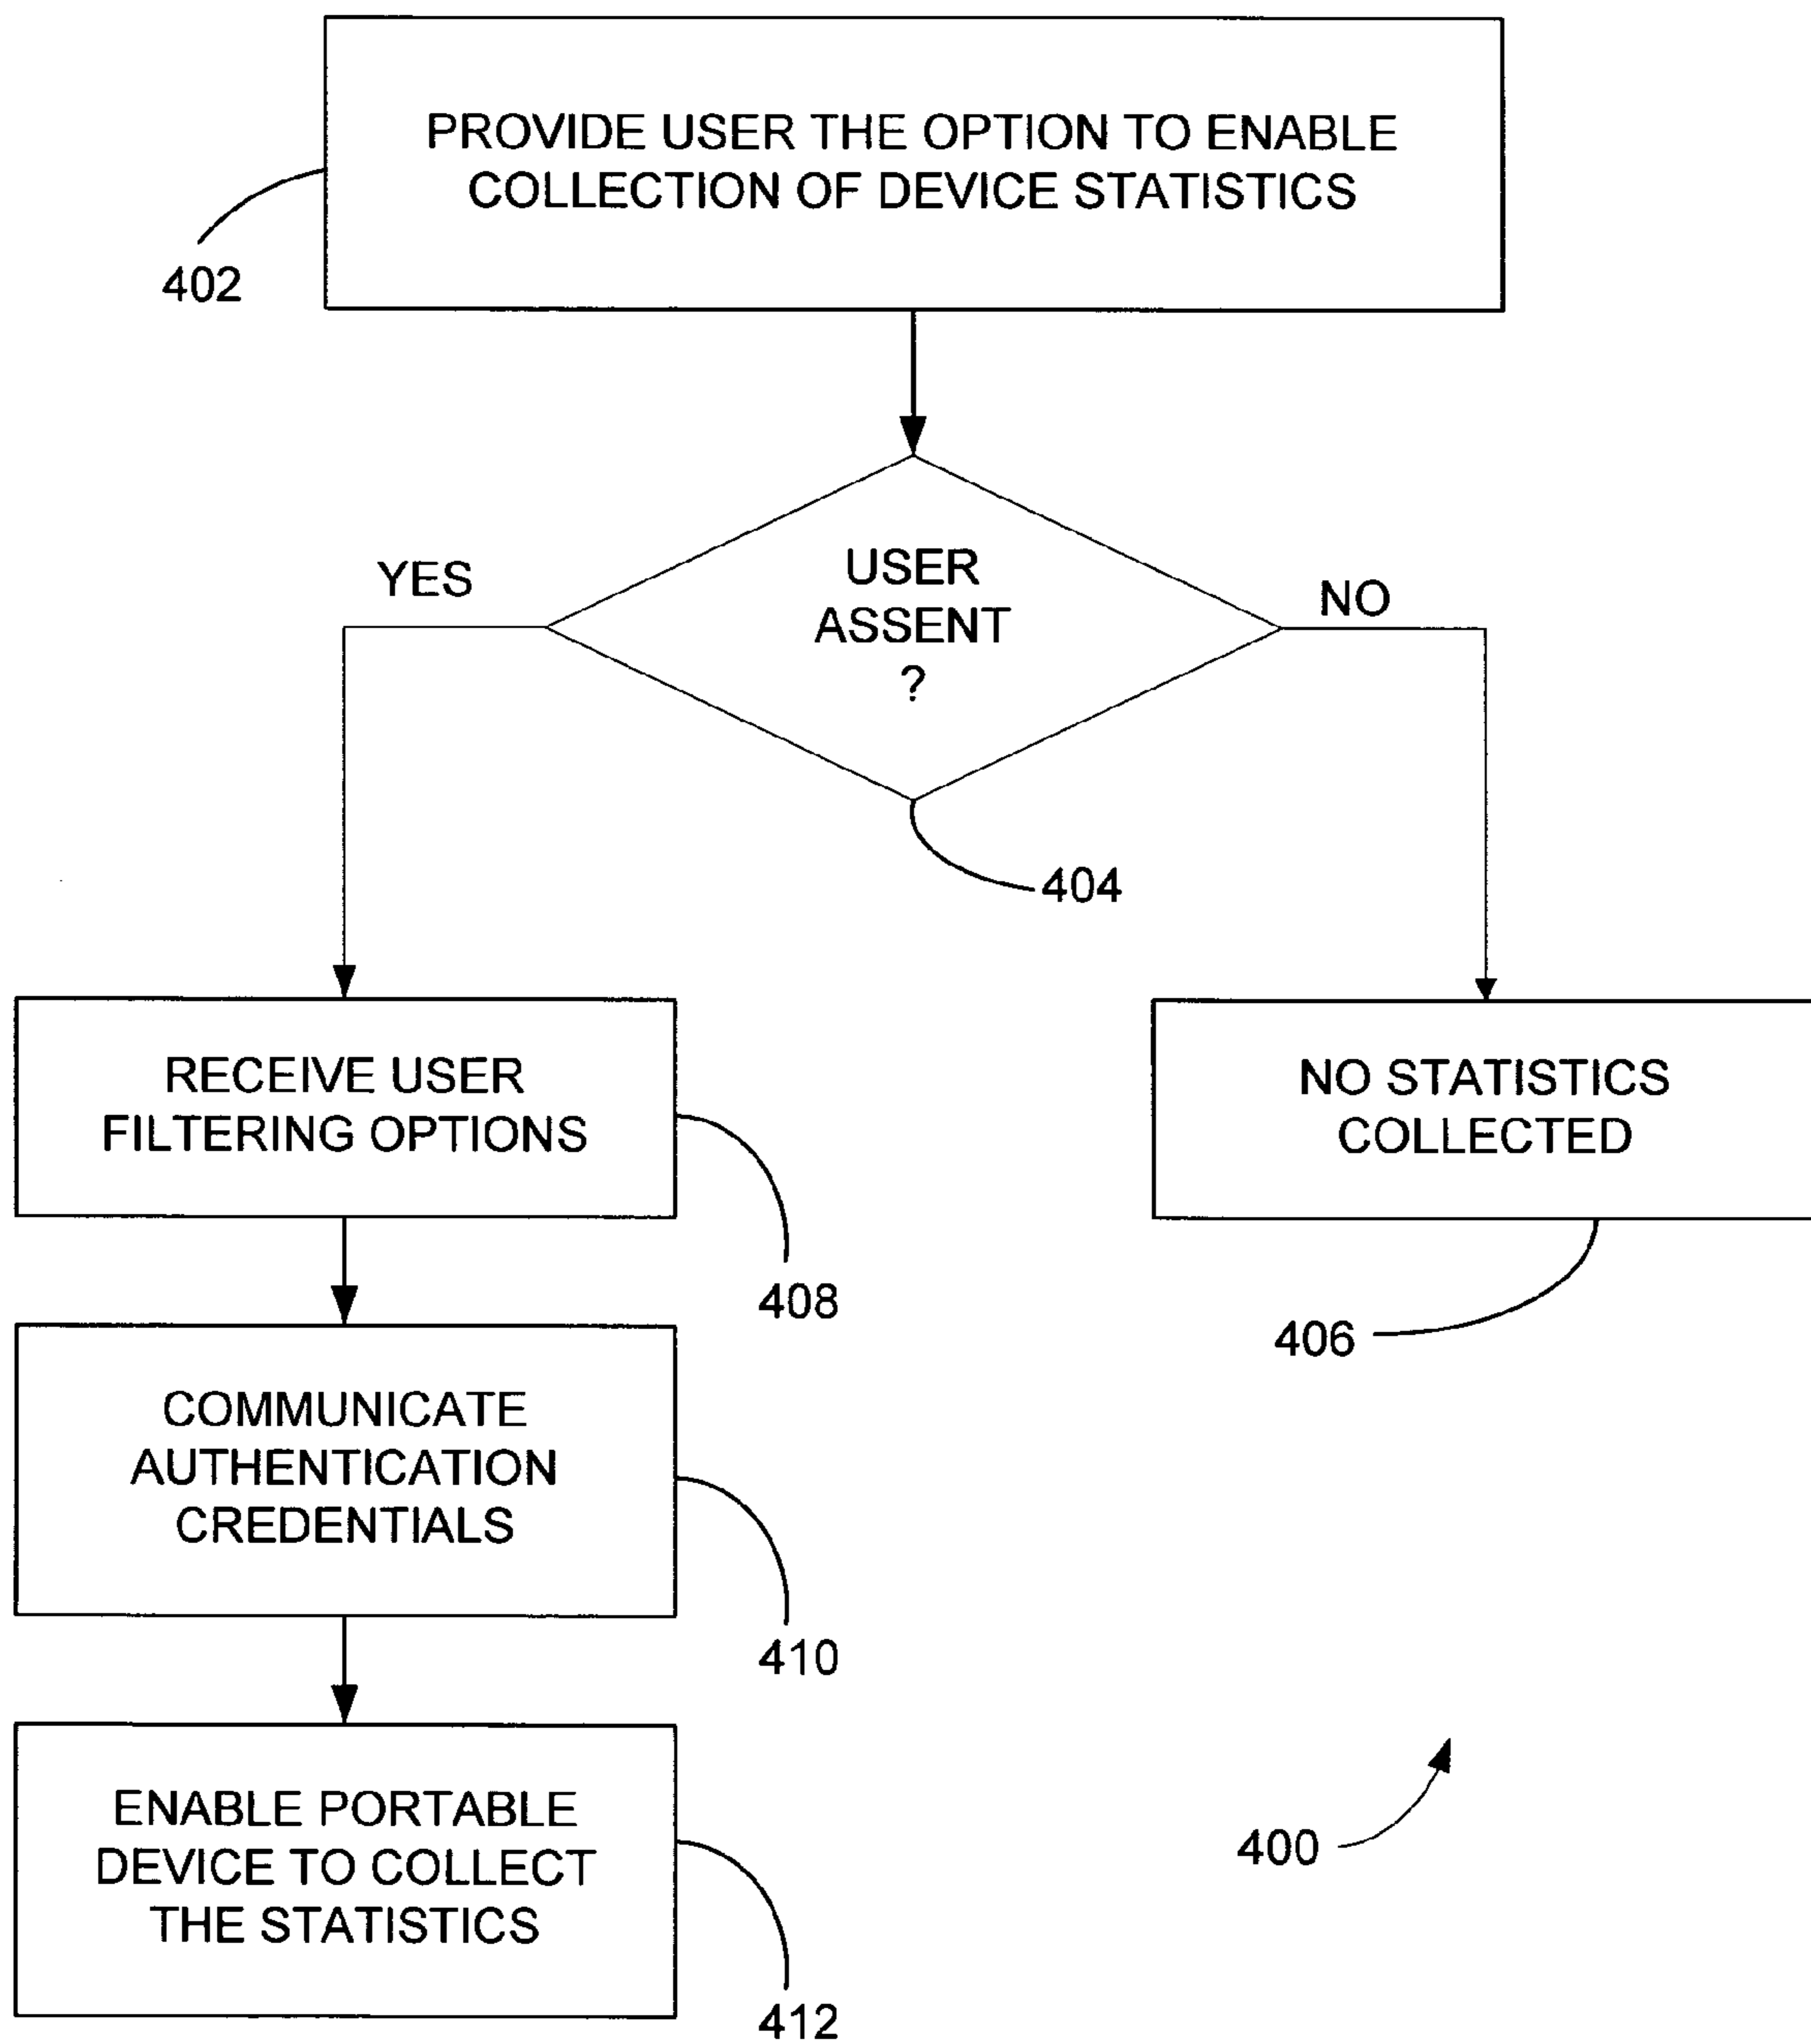 PROVIDE USER THE OPTION TO ENABLE
COLLECTION OF DEVICE STATISTICS
402
USER
ASSENT
?
YES
NO
404
RECEIVE USER
FILTERING OPTIONS
408
NO STATISTICS
COLLECTED
406
COMMUNICATE
AUTHENTICATION
CREDENTIALS
410
ENABLE PORTABLE
DEVICE TO COLLECT
THE STATISTICS
412
400